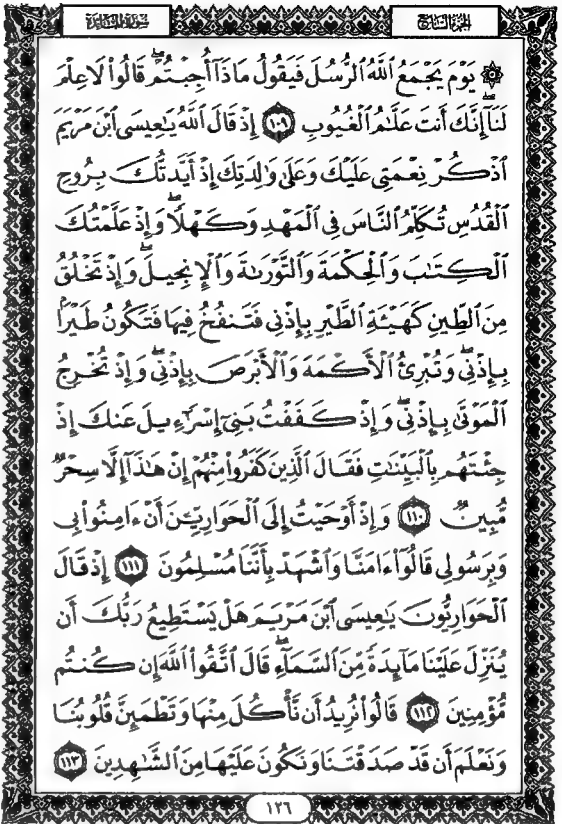 سورة المائدة
الجزء السابع
۞ يَوْمَ يَجْمَعُ ٱللَّهُ ٱلرُّسُلَ فَيَقُولُ مَاذَآ أُجِبْتُمْ ۖ قَالُوا۟ لَا عِلْمَ
لَنَآ ۖ إِنَّكَ أَنتَ عَلَّٰمُ ٱلْغُيُوبِ ١٠٩ إِذْ قَالَ ٱللَّهُ يَٰعِيسَى ٱبْنَ مَرْيَمَ
ٱذْكُرْ نِعْمَتِى عَلَيْكَ وَعَلَىٰ وَٰلِدَتِكَ إِذْ أَيَّدتُّكَ بِرُوحِ
ٱلْقُدُسِ تُكَلِّمُ ٱلنَّاسَ فِى ٱلْمَهْدِ وَكَهْلًا ۖ وَإِذْ عَلَّمْتُكَ
ٱلْكِتَٰبَ وَٱلْحِكْمَةَ وَٱلتَّوْرَىٰةَ وَٱلْإِنجِيلَ ۖ وَإِذْ تَخْلُقُ
مِنَ ٱلطِّينِ كَهَيْـَٔةِ ٱلطَّيْرِ بِإِذْنِى فَتَنفُخُ فِيهَا فَتَكُونُ طَيْرًۢا
بِإِذْنِى ۖ وَتُبْرِئُ ٱلْأَكْمَهَ وَٱلْأَبْرَصَ بِإِذْنِى ۖ وَإِذْ تُخْرِجُ
ٱلْمَوْتَىٰ بِإِذْنِى ۖ وَإِذْ كَفَفْتُ بَنِىٓ إِسْرَٰٓءِيلَ عَنكَ إِذْ
جِئْتَهُم بِٱلْبَيِّنَٰتِ فَقَالَ ٱلَّذِينَ كَفَرُوا۟ مِنْهُمْ إِنْ هَٰذَآ إِلَّا سِحْرٌ
مُّبِينٌ ١١٠ وَإِذْ أَوْحَيْتُ إِلَى ٱلْحَوَارِيِّـۧنَ أَنْ ءَامِنُوا۟ بِى
وَبِرَسُولِى قَالُوٓا۟ ءَامَنَّا وَٱشْهَدْ بِأَنَّنَا مُسْلِمُونَ ١١١ إِذْ قَالَ
ٱلْحَوَارِيُّونَ يَٰعِيسَى ٱبْنَ مَرْيَمَ هَلْ يَسْتَطِيعُ رَبُّكَ أَن
يُنَزِّلَ عَلَيْنَا مَآئِدَةً مِّنَ ٱلسَّمَآءِ ۖ قَالَ ٱتَّقُوا۟ ٱللَّهَ إِن كُنتُم
مُّؤْمِنِينَ ١١٢ قَالُوا۟ نُرِيدُ أَن نَّأْكُلَ مِنْهَا وَتَطْمَئِنَّ قُلُوبُنَا
وَنَعْلَمَ أَن قَدْ صَدَقْتَنَا وَنَكُونَ عَلَيْهَا مِنَ ٱلشَّٰهِدِينَ ١١٣
١٢٦